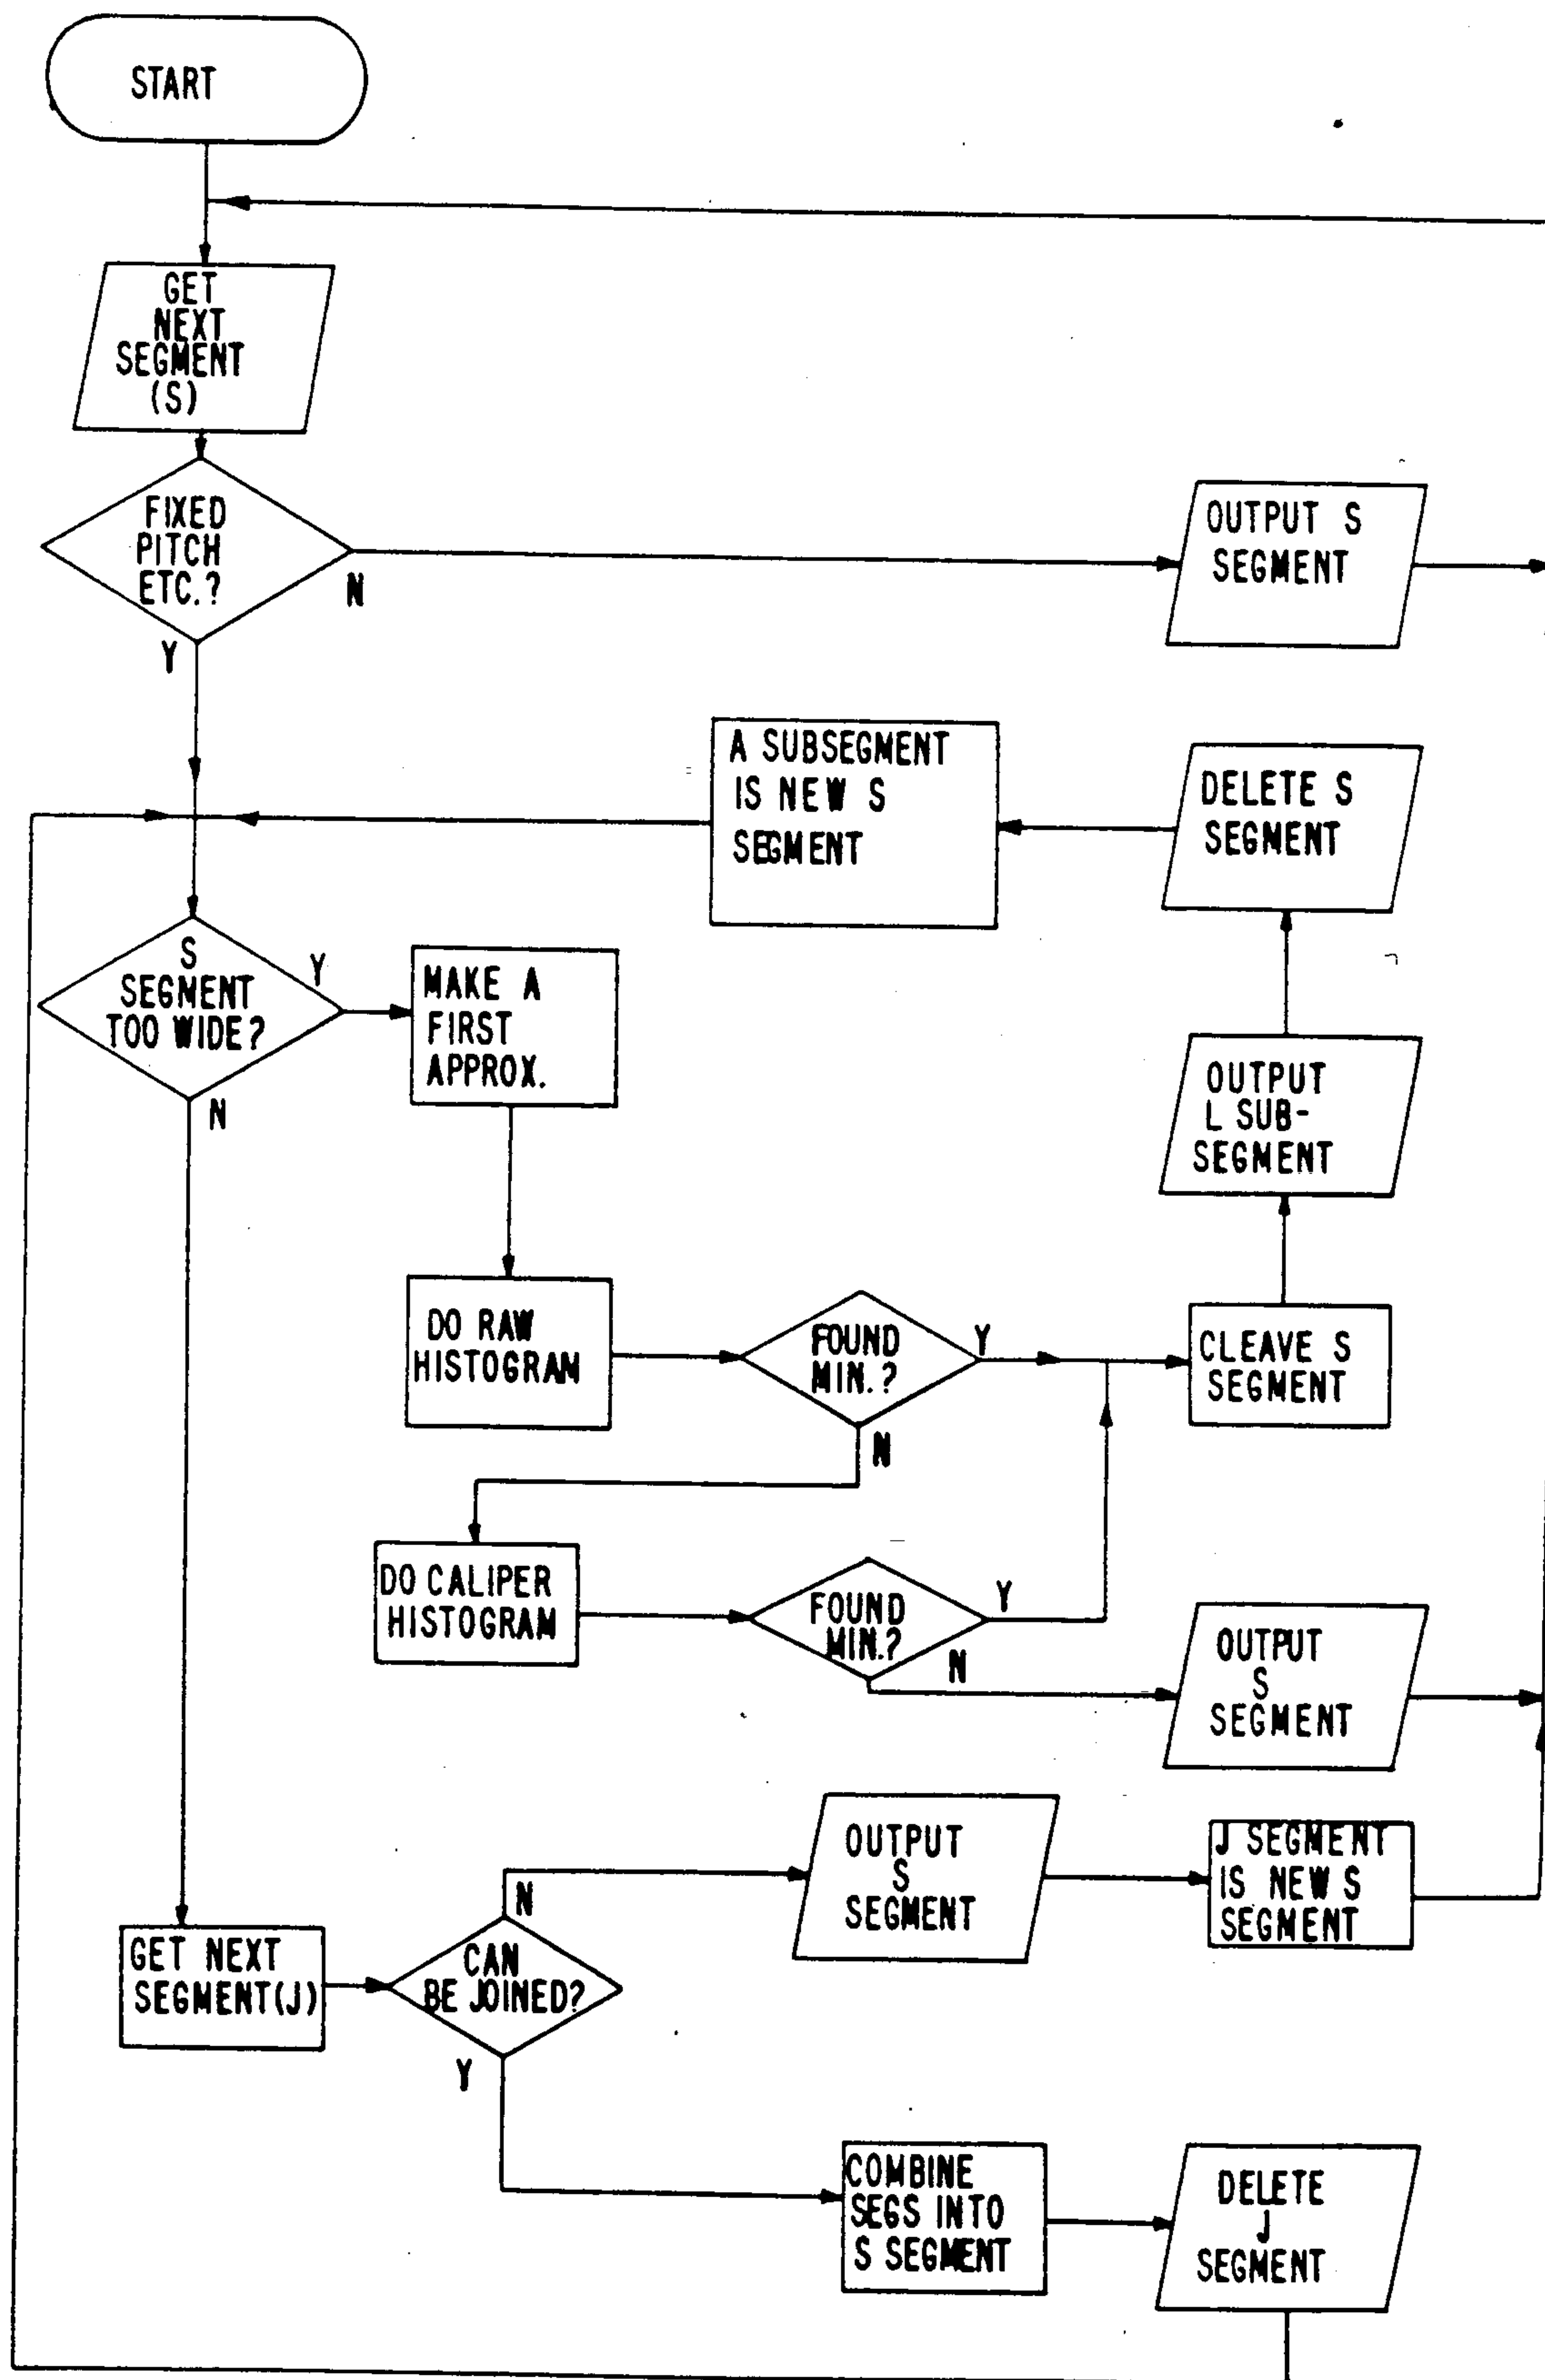 START
GET
NEXT
SEGMENT
(S)
FIXED
PITCH
ETC.?
N
Y
OUTPUT S
SEGMENT
A SUBSEGMENT
IS NEW S
SEGMENT
DELETE S
SEGMENT
S
SEGMENT
TOO WIDE?
Y
N
MAKE A
FIRST
APPROX.
OUTPUT
L SUB-
SEGMENT
DO RAW
HISTOGRAM
FOUND
MIN.?
Y
N
CLEAVE S
SEGMENT
DO CALIPER
HISTOGRAM
FOUND
MIN.?
Y
N
OUTPUT
S
SEGMENT
GET NEXT
SEGMENT(J)
CAN
BE JOINED?
N
Y
OUTPUT
S
SEGMENT
J SEGMENT
IS NEW S
SEGMENT
COMBINE
SEGS INTO
S SEGMENT
DELETE
J
SEGMENT